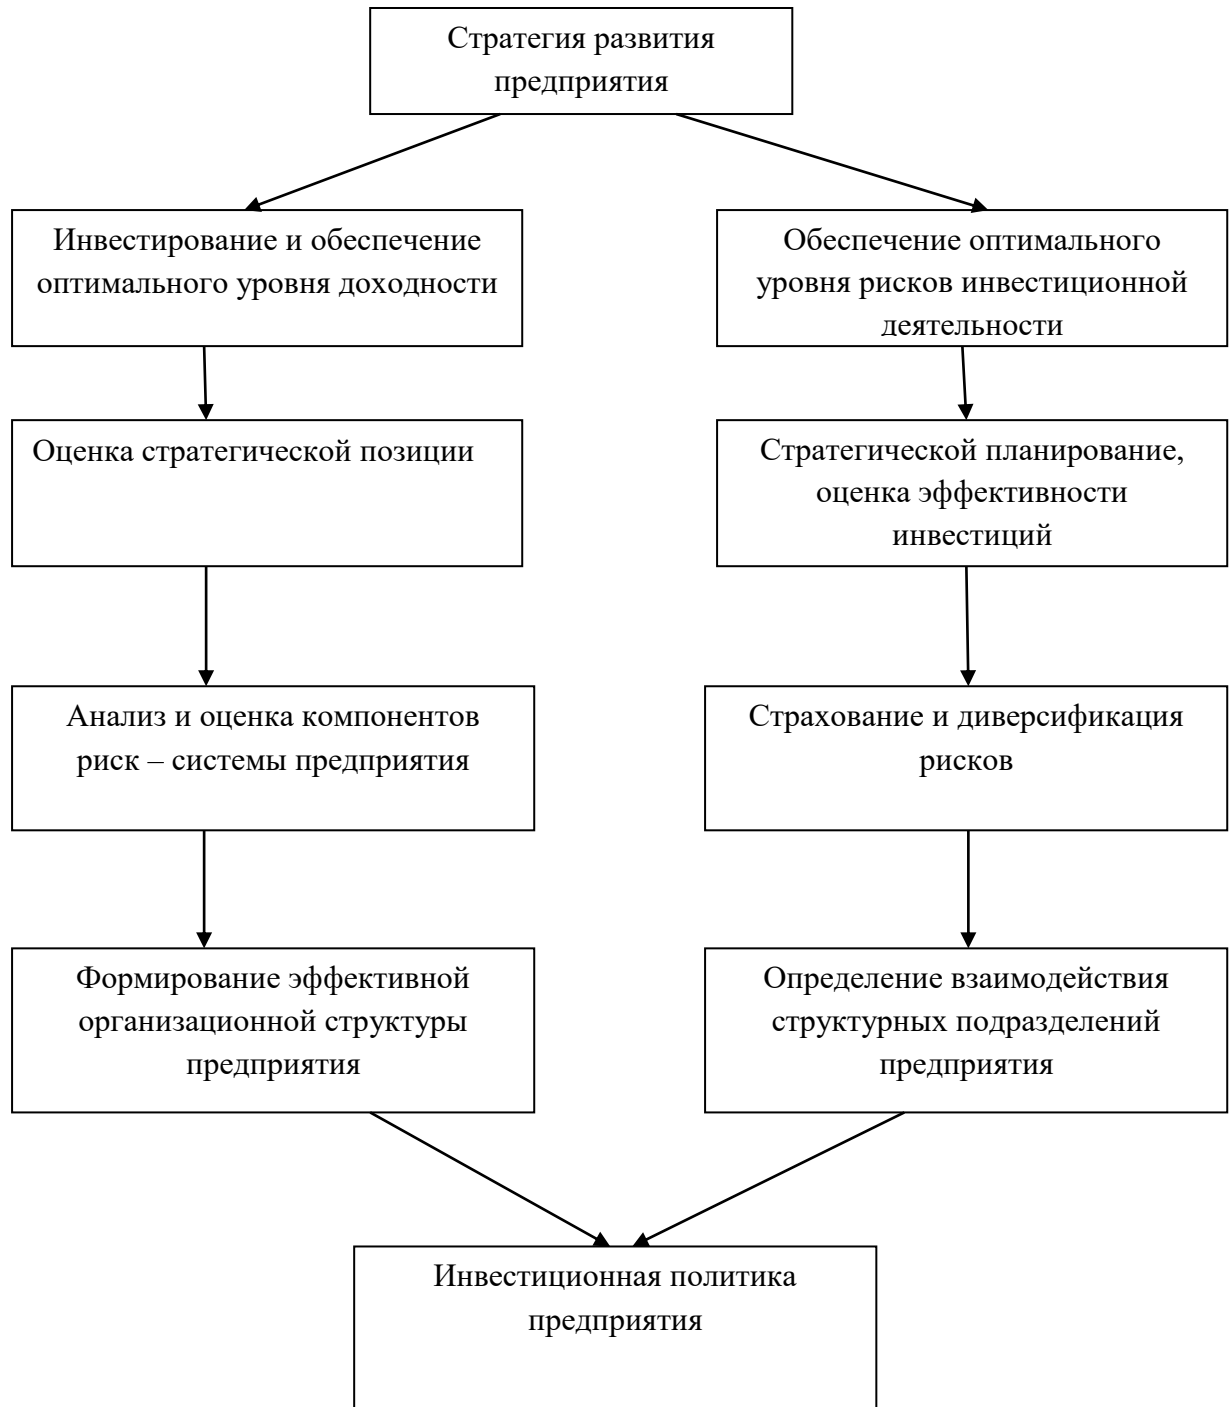 Стратегия развития
предприятия
Инвестирование и обеспечение
оптимального уровня доходности
Обеспечение оптимального
уровня рисков инвестиционной
деятельности
Оценка стратегической позиции
Стратегической планирование,
оценка эффективности
инвестиций
Анализ и оценка компонентов
риск – системы предприятия
Страхование и диверсификация
рисков
Формирование эффективной
организационной структуры
предприятия
Определение взаимодействия
структурных подразделений
предприятия
Инвестиционная политика
предприятия